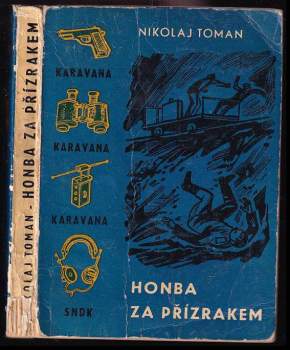 OLAJ TOMAN - HONBA ZA PŘÍZRAKEM
NIKOLAJ TOMAN
KARAVANA
KARAVANA
KARAVANA
SNDK
HONBA
ZA PŘÍZRAKEM